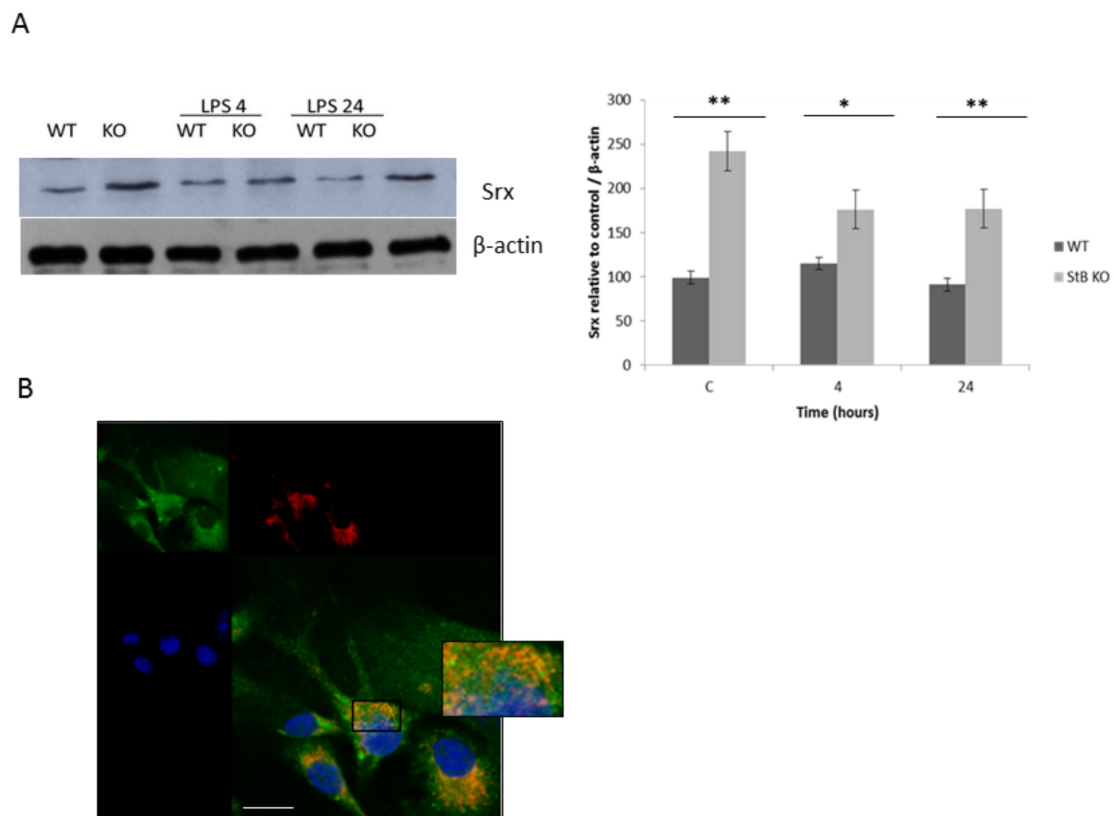 A
LPS 4 LPS 24
WT KO WT KO WT KO
Srx
β-actin
** * **
300
250
200
150
100
50
0
Srx relative to control / β-actin
C 4 24
Time (hours)
WT
StB KO
B